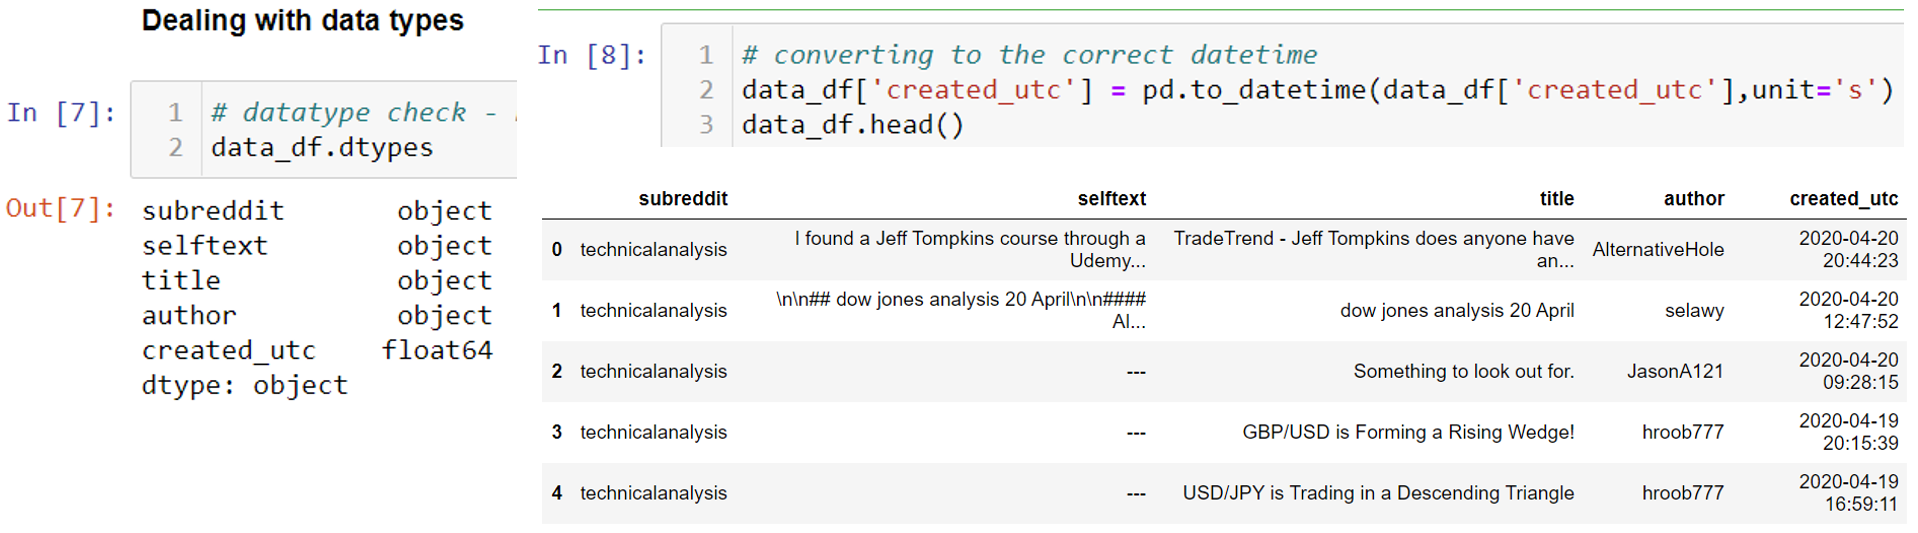 Dealing with data types
In [7]:
1 # datatype check -
2 data_df.dtypes
Out[7]:
subreddit object
selftext object
title object
author object
created_utc float64
dtype: object
In [8]:
1 # converting to the correct datetime
2 data_df['created_utc'] = pd.to_datetime(data_df['created_utc'],unit='s')
3 data_df.head()
subreddit selftext title author created_utc
0 technicalanalysis I found a Jeff Tompkins course through a Udemy... TradeTrend - Jeff Tompkins does anyone have an... AlternativeHole 2020-04-20 20:44:23
1 technicalanalysis \n\n## dow jones analysis 20 April\n\n#### Al... dow jones analysis 20 April selawy 2020-04-20 12:47:52
2 technicalanalysis --- Something to look out for. JasonA121 2020-04-20 09:28:15
3 technicalanalysis --- GBP/USD is Forming a Rising Wedge! hroob777 2020-04-19 20:15:39
4 technicalanalysis --- USD/JPY is Trading in a Descending Triangle hroob777 2020-04-19 16:59:11